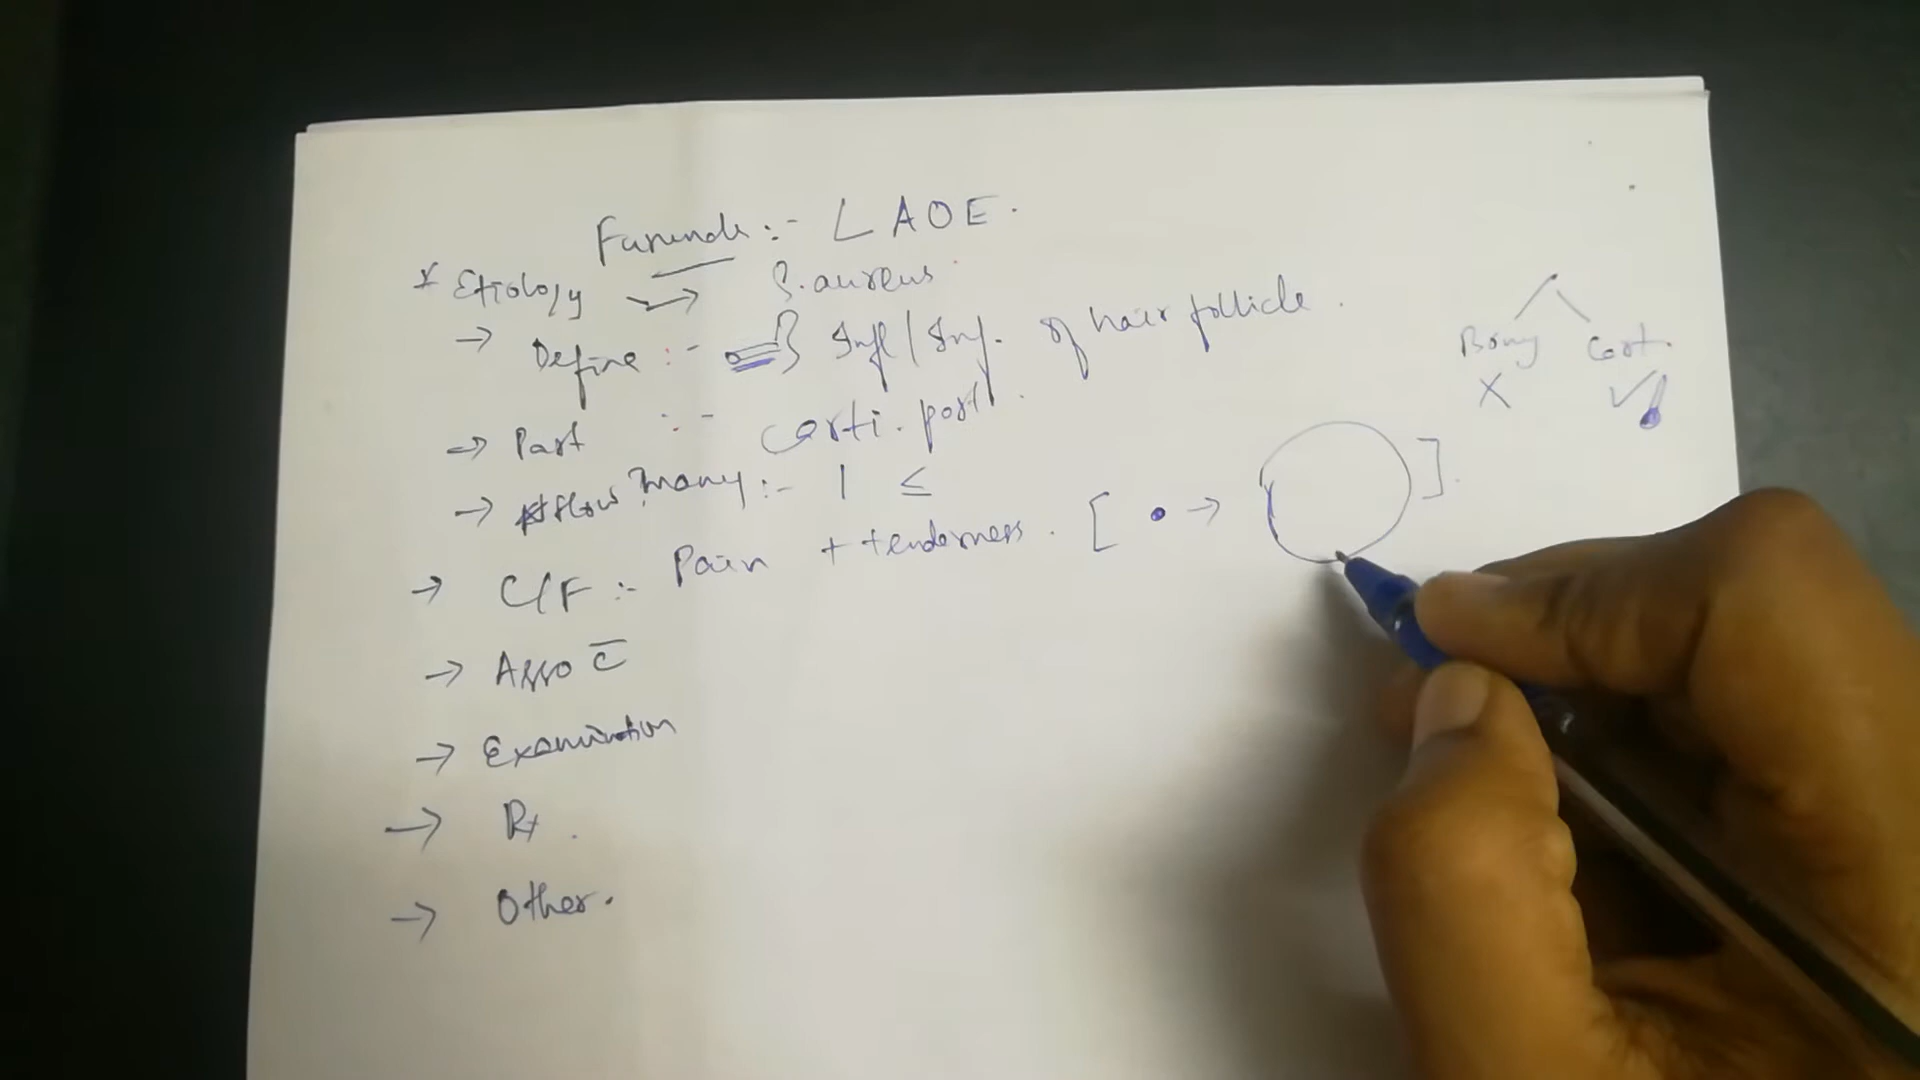 Furuncle :- LAOE.
* Etiology → S. aureus
→ Define :- } Infl / Inf. of hair follicle.
Bony Cart.
X ✓
→ Part :- Carti. part.
→ How many :- 1 ≤
→ C/F :- Pain + tenderness. [ • → ].
→ Asso c̄
→ Examination
→ Rx.
→ Other.